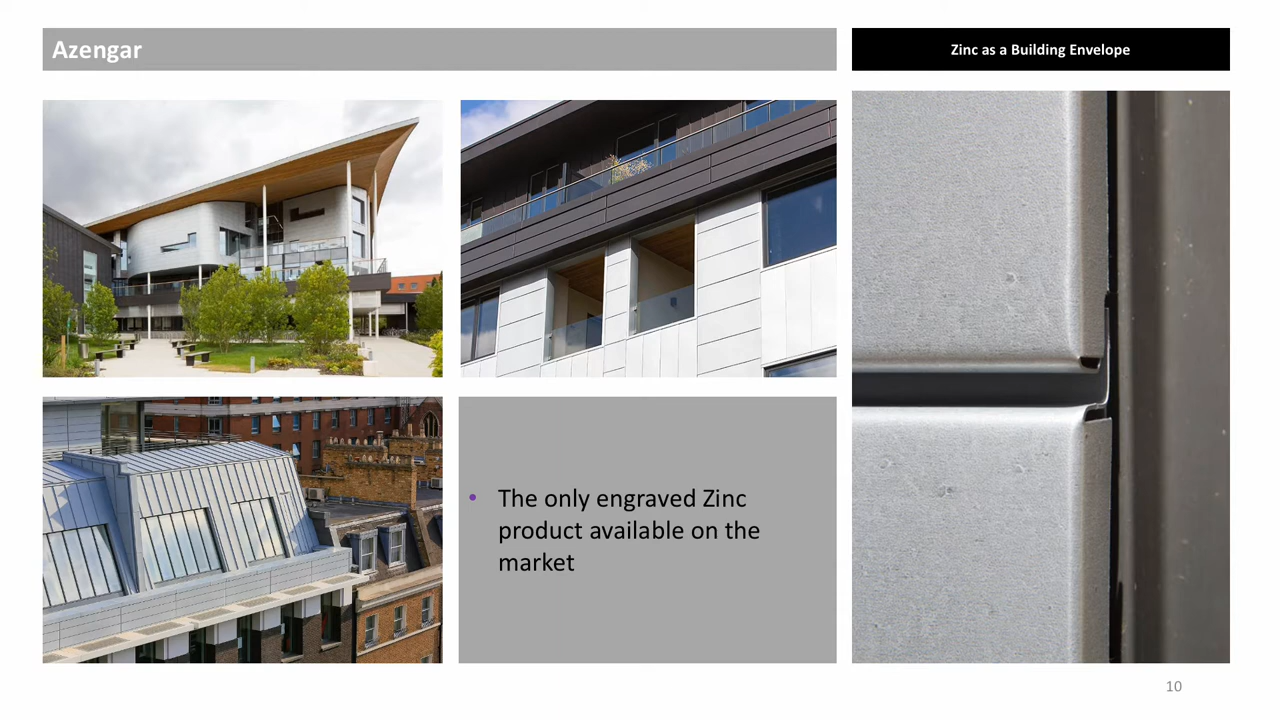 Azengar
Zinc as a Building Envelope
• The only engraved Zinc
product available on the
market
10